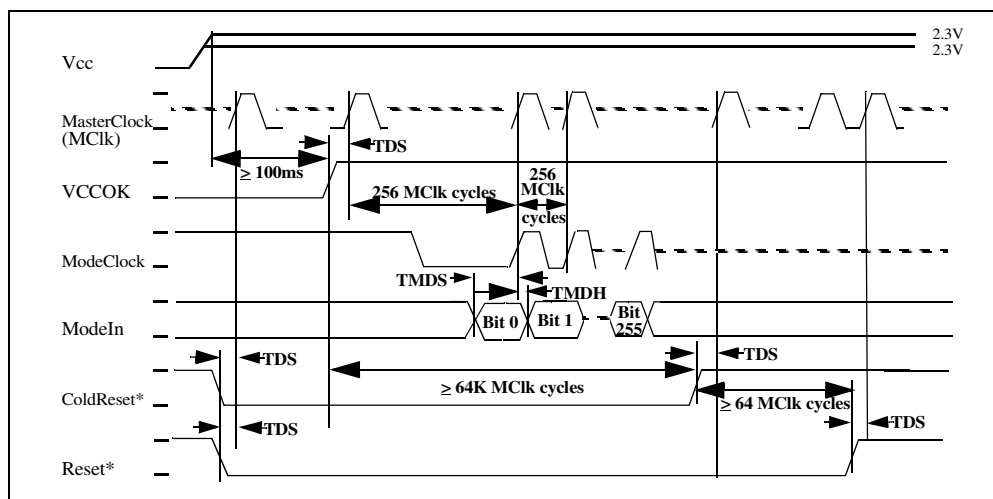 2.3V
Vcc
2.3V
MasterClock
(MClk)
TDS
≥ 100ms
VCCOK
256 MClk cycles
256
MClk
cycles
ModeClock
TMDS
TMDH
ModeIn
Bit 0
Bit 1
Bit
255
TDS
TDS
ColdReset*
≥ 64K MClk cycles
≥ 64 MClk cycles
TDS
TDS
Reset*